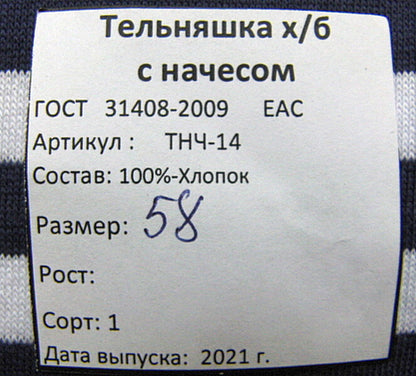 Тельняшка х/б
с начесом
ГОСТ 31408-2009 ЕАС
Артикул : ТНЧ-14
Состав: 100%-Хлопок
Размер: 58
Рост:
Сорт: 1
Дата выпуска: 2021 г.